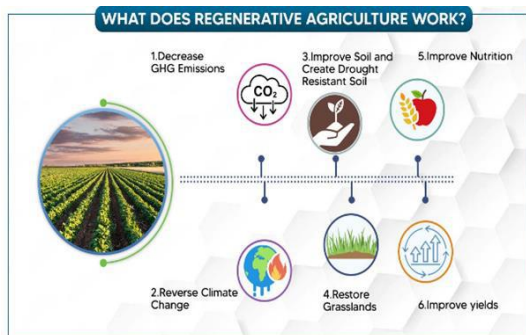 WHAT DOES REGENERATIVE AGRICULTURE WORK?
1.Decrease
GHG Emissions
CO₂
3.Improve Soil and
Create Drought
Resistant Soil
5.Improve Nutrition
2.Reverse Climate
Change
4.Restore
Grasslands
6.Improve yields